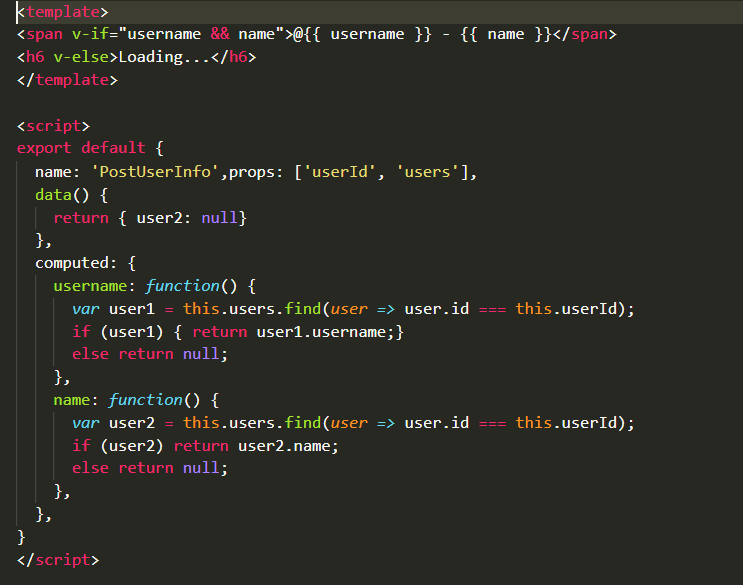 <template>
<span v-if="username && name">@{{ username }} - {{ name }}</span>
<h6 v-else>Loading...</h6>
</template>

<script>
export default {
  name: 'PostUserInfo',props: ['userId', 'users'],
  data() {
    return { user2: null}
  },
  computed: {
    username: function() {
      var user1 = this.users.find(user => user.id === this.userId);
      if (user1) { return user1.username;}
      else return null;
    },
    name: function() {
      var user2 = this.users.find(user => user.id === this.userId);
      if (user2) return user2.name;
      else return null;
    },
  },
}
</script>